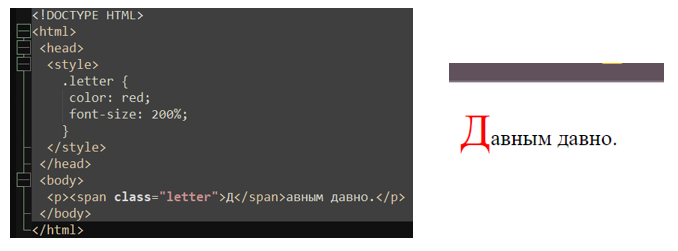 <!DOCTYPE HTML>
<html>
<head>
<style>
.letter {
color: red;
font-size: 200%;
}
</style>
</head>
<body>
<p><span class="letter">Д</span>авным давно.</p>
</body>
</html>
Давным давно.